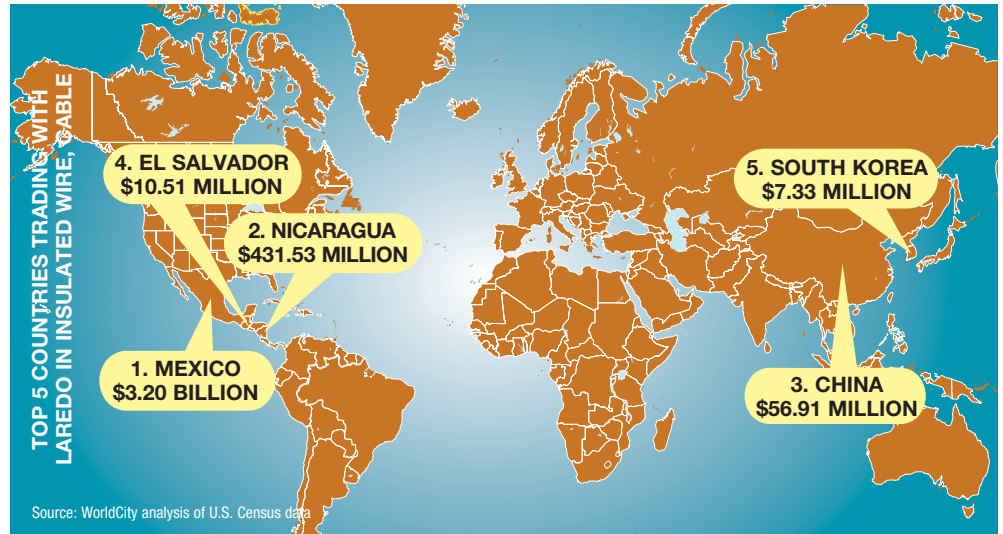 TOP 5 COUNTRIES TRADING WITH
LAREDO IN INSULATED WIRE, CABLE
4. EL SALVADOR
$10.51 MILLION
2. NICARAGUA
$431.53 MILLION
1. MEXICO
$3.20 BILLION
5. SOUTH KOREA
$7.33 MILLION
3. CHINA
$56.91 MILLION
Source: WorldCity analysis of U.S. Census data